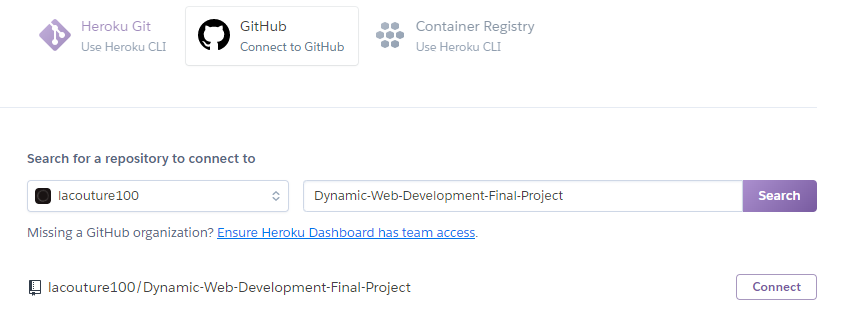 Heroku Git
Use Heroku CLI
GitHub
Connect to GitHub
Container Registry
Use Heroku CLI
Search for a repository to connect to
lacouture100
Dynamic-Web-Development-Final-Project
Search
Missing a GitHub organization? Ensure Heroku Dashboard has team access.
lacouture100/Dynamic-Web-Development-Final-Project
Connect